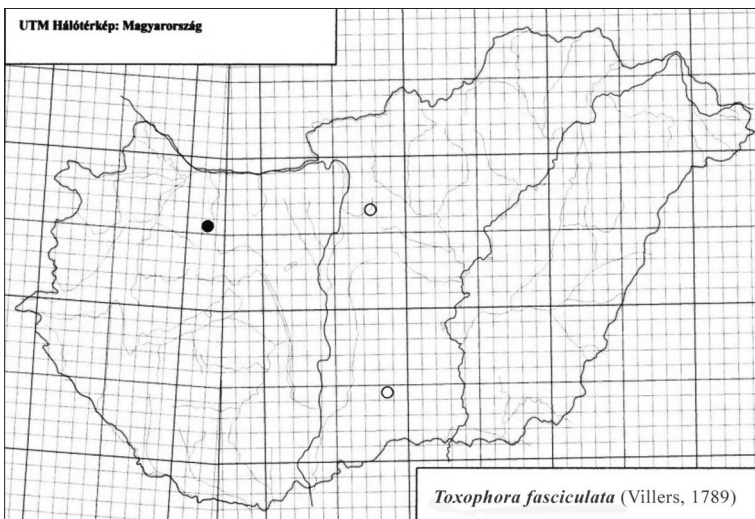 UTM Hálótérkép: Magyarország
Toxophora fasciculata (Villers, 1789)